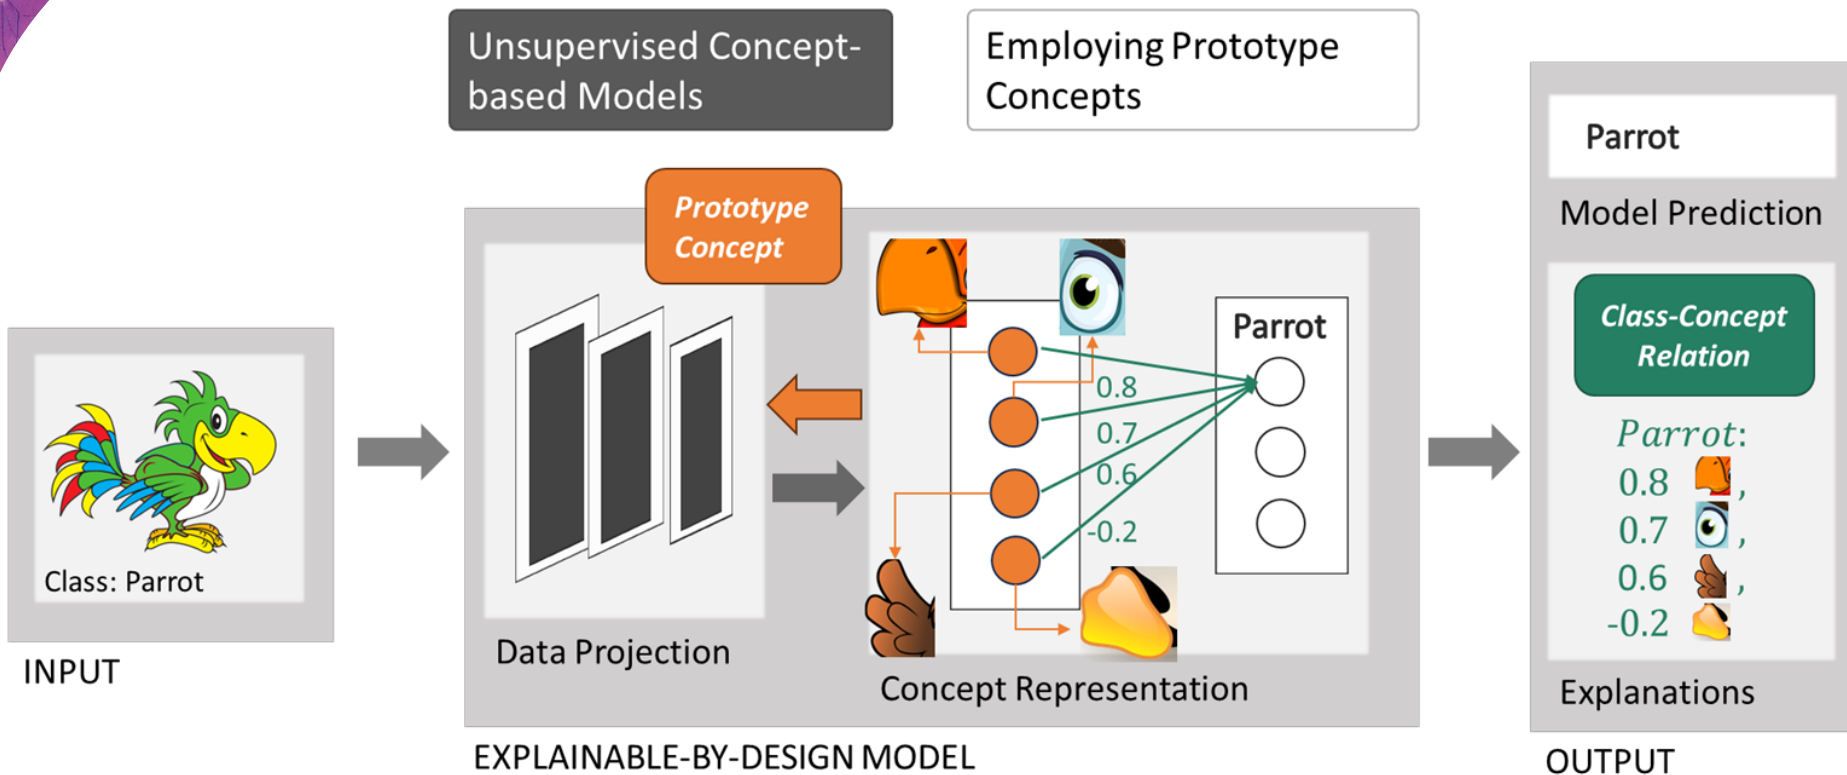 Unsupervised Concept-
based Models
Employing Prototype
Concepts
Class: Parrot
INPUT
Prototype
Concept
Data Projection
Parrot
0.8
0.7
0.6
-0.2
Concept Representation
EXPLAINABLE-BY-DESIGN MODEL
Parrot
Model Prediction
Class-Concept
Relation
Parrot:
0.8 ,
0.7 ,
0.6 ,
-0.2
Explanations
OUTPUT